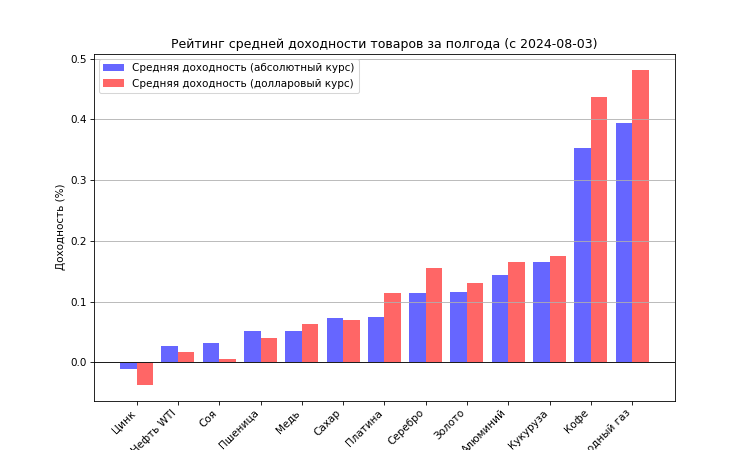 Рейтинг средней доходности товаров за полгода (с 2024-08-03)
Средняя доходность (абсолютный курс)
Средняя доходность (долларовый курс)
Доходность (%)
0.5
0.4
0.3
0.2
0.1
0.0
Цинк
Нефть WTI
Соя
Пшеница
Медь
Сахар
Платина
Серебро
Золото
Алюминий
Кукуруза
Кофе
газ